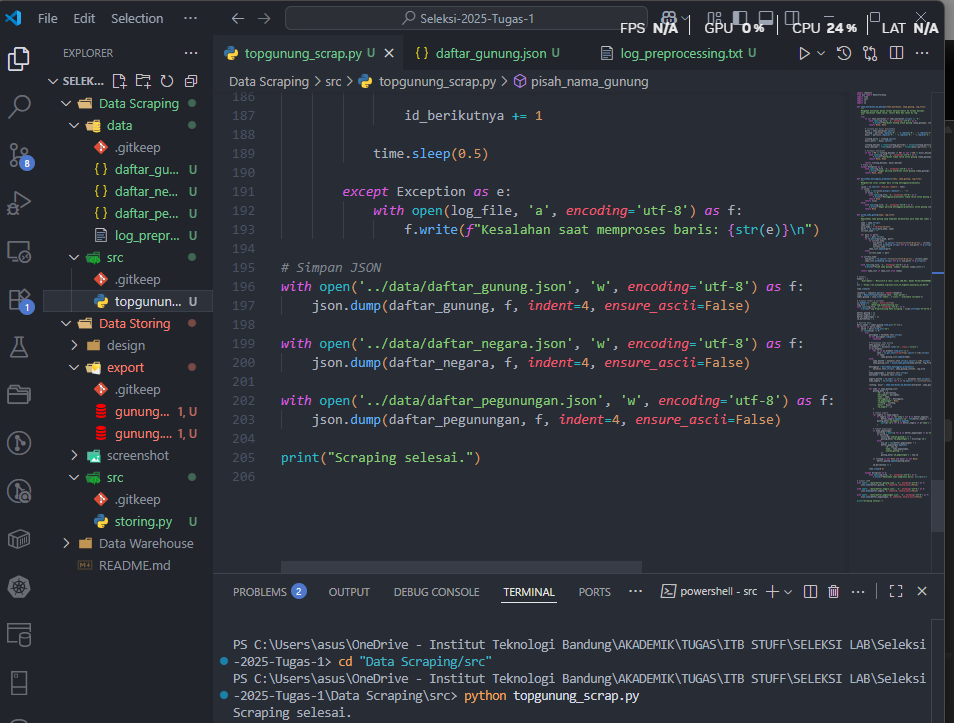 File Edit Selection ··· Seleksi-2025-Tugas-1
FPS N/A GPU 0% CPU 24% LAT N/A
EXPLORER ···
topgunung_scrap.py U daftar_gunung.json U log_preprocessing.txt U
SELEK...
Data Scraping > src > topgunung_scrap.py > pisah_nama_gunung
Data Scraping
data
.gitkeep
daftar_gu... U
daftar_ne... U
daftar_pe... U
log_prepr... U
src
.gitkeep
topgunun... U
Data Storing
design
export
.gitkeep
gunung.... 1, U
gunung.... 1, U
screenshot
src
.gitkeep
storing.py U
Data Warehouse
README.md
8
1
186
187 id_berikutnya += 1
188
189 time.sleep(0.5)
190
191 except Exception as e:
192 with open(log_file, 'a', encoding='utf-8') as f:
193 f.write(f"Kesalahan saat memproses baris: {str(e)}\n")
194
195 # Simpan JSON
196 with open('../data/daftar_gunung.json', 'w', encoding='utf-8') as f:
197 json.dump(daftar_gunung, f, indent=4, ensure_ascii=False)
198
199 with open('../data/daftar_negara.json', 'w', encoding='utf-8') as f:
200 json.dump(daftar_negara, f, indent=4, ensure_ascii=False)
201
202 with open('../data/daftar_pegunungan.json', 'w', encoding='utf-8') as f:
203 json.dump(daftar_pegunungan, f, indent=4, ensure_ascii=False)
204
205 print("Scraping selesai.")
206
PROBLEMS 2 OUTPUT DEBUG CONSOLE TERMINAL PORTS ··· powershell - src
PS C:\Users\asus\OneDrive - Institut Teknologi Bandung\AKADEMIK\TUGAS\ITB STUFF\SELEKSI LAB\Seleksi
-2025-Tugas-1> cd "Data Scraping/src"
PS C:\Users\asus\OneDrive - Institut Teknologi Bandung\AKADEMIK\TUGAS\ITB STUFF\SELEKSI LAB\Seleksi
-2025-Tugas-1\Data Scraping\src> python topgunung_scrap.py
Scraping selesai.